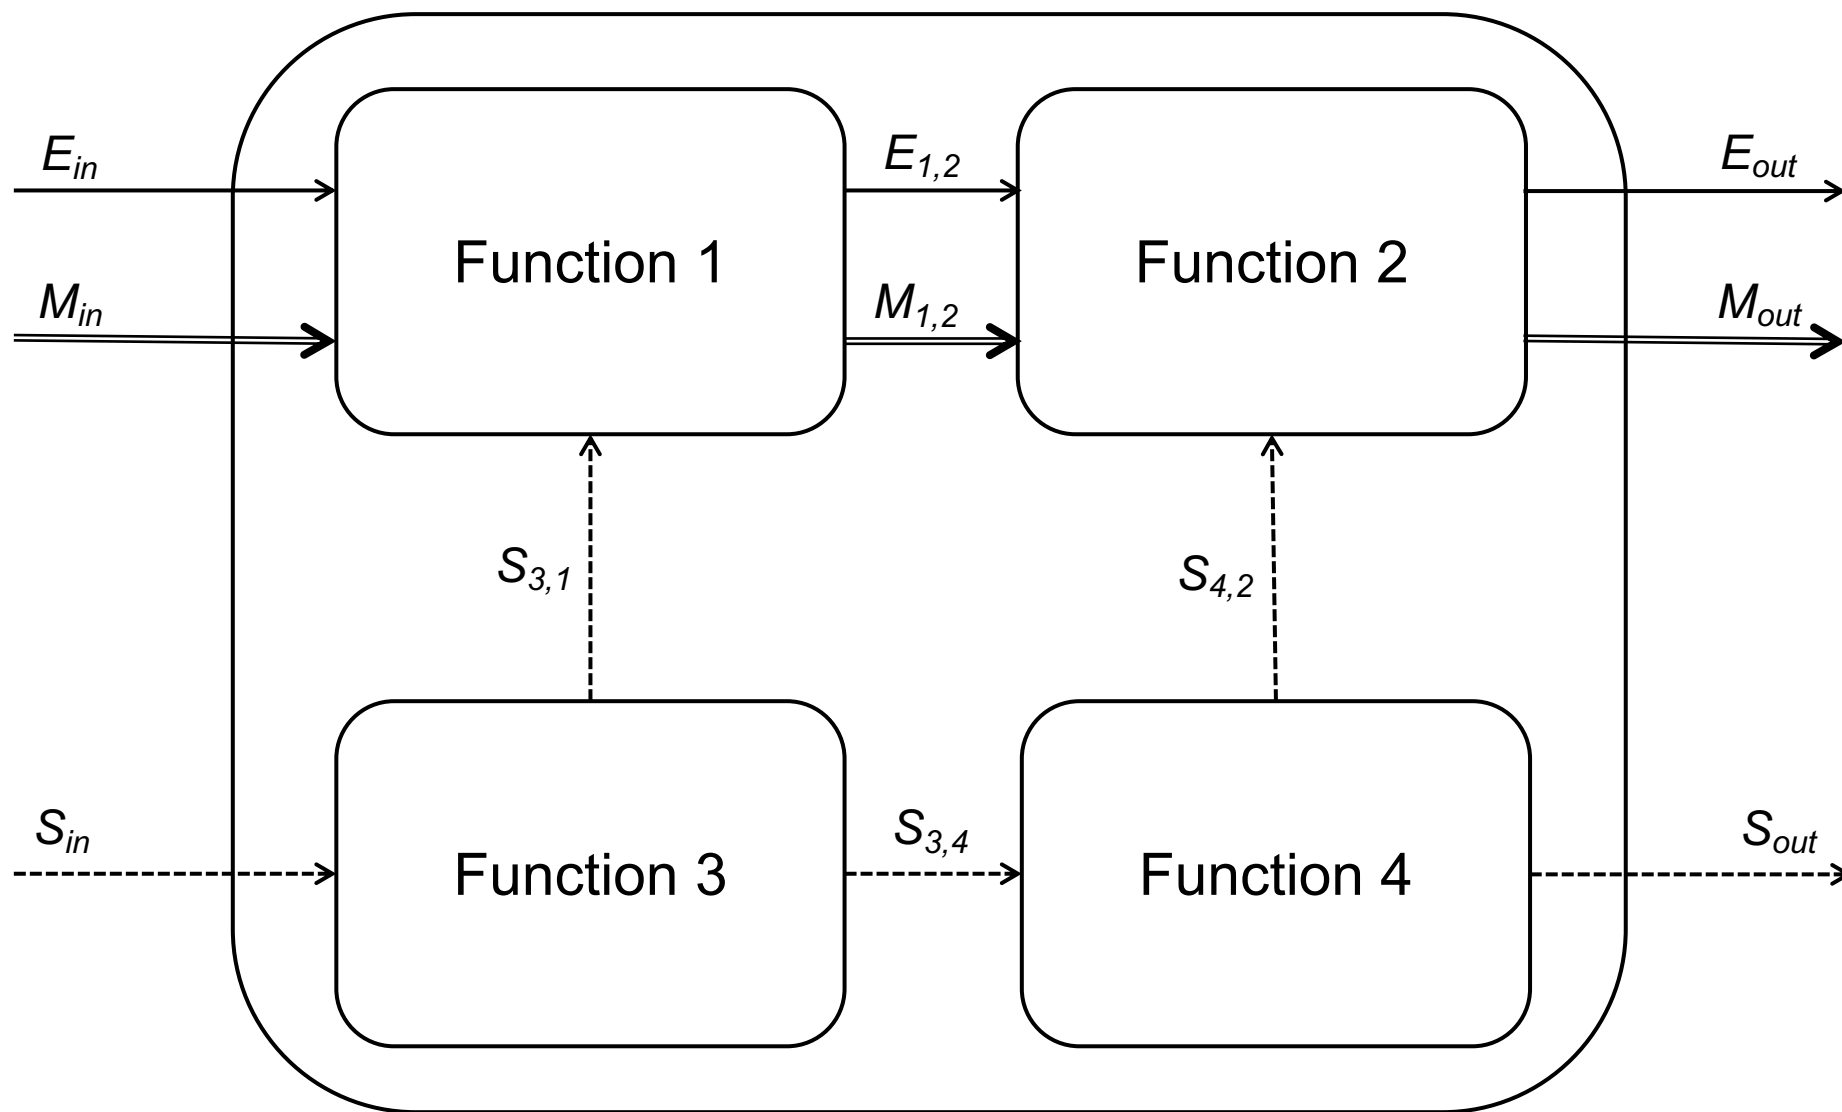 E_in
E_1,2
E_out
Function 1
Function 2
M_in
M_1,2
M_out
S_3,1
S_4,2
S_in
S_3,4
S_out
Function 3
Function 4